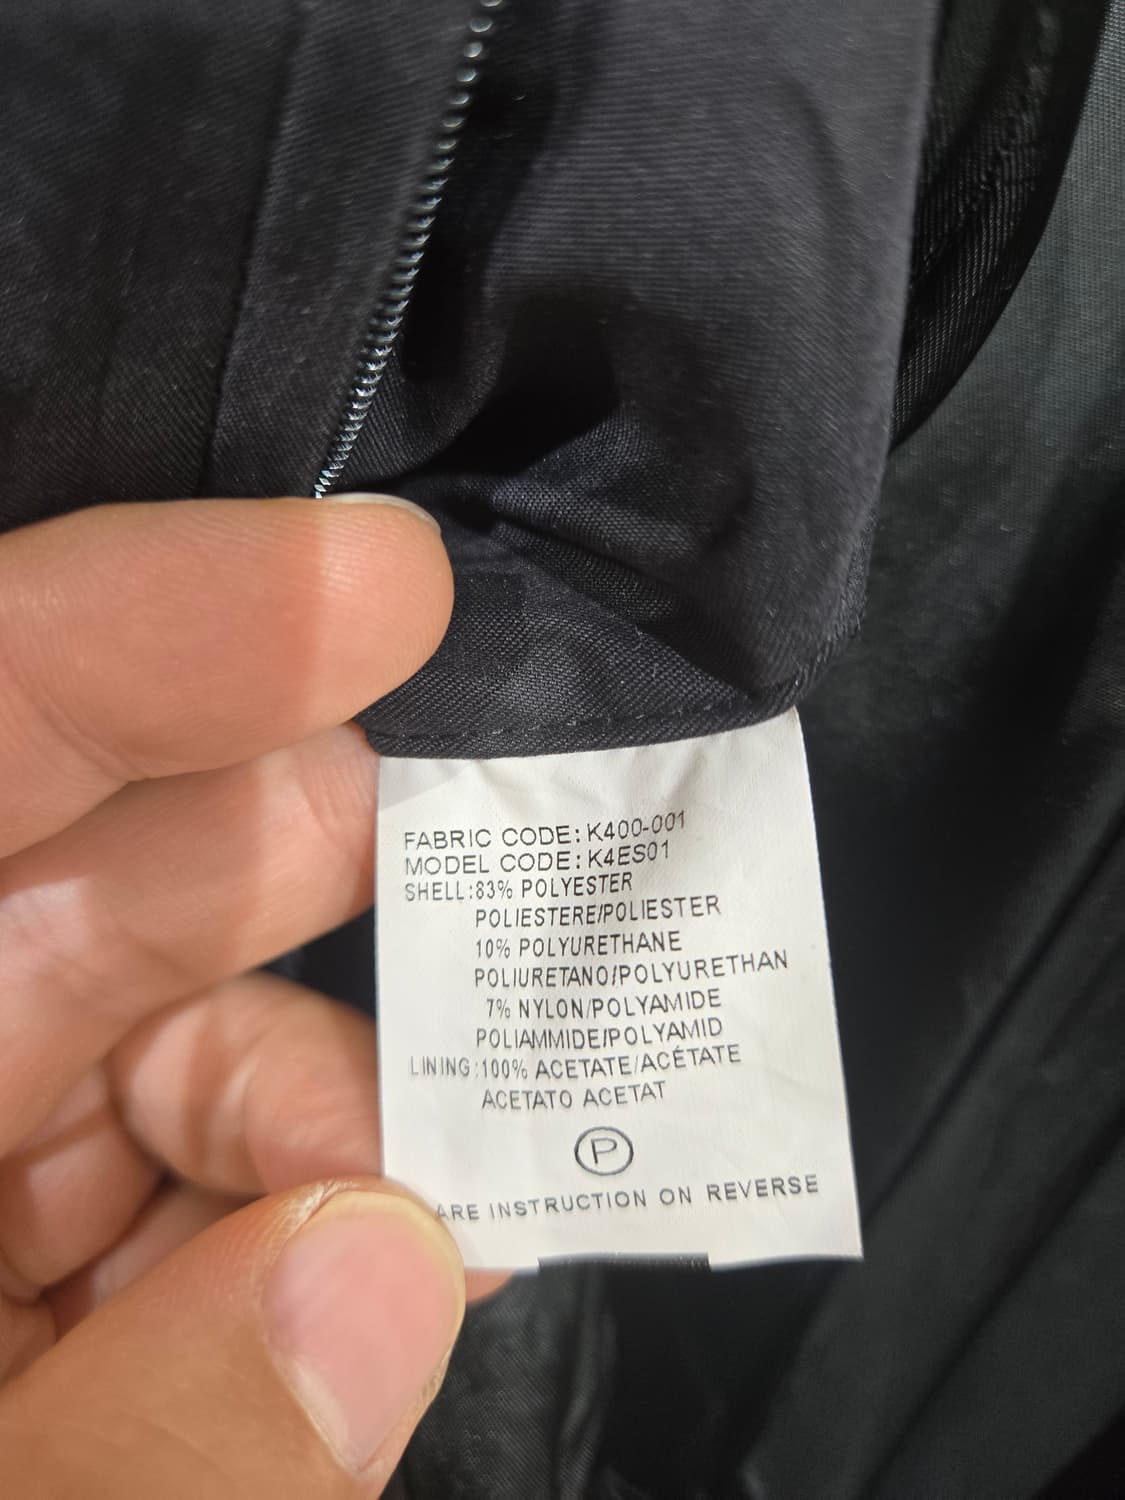 FABRIC CODE: K400-001
MODEL CODE: K4ES01
SHELL:83% POLYESTER
POLIESTERE/POLIESTER
10% POLYURETHANE
POLIURETANO/POLYURETHAN
7% NYLON/POLYAMIDE
POLIAMMIDE/POLYAMID
LINING:100% ACETATE/ACÉTATE
ACETATO ACETAT
P
ARE INSTRUCTION ON REVERSE